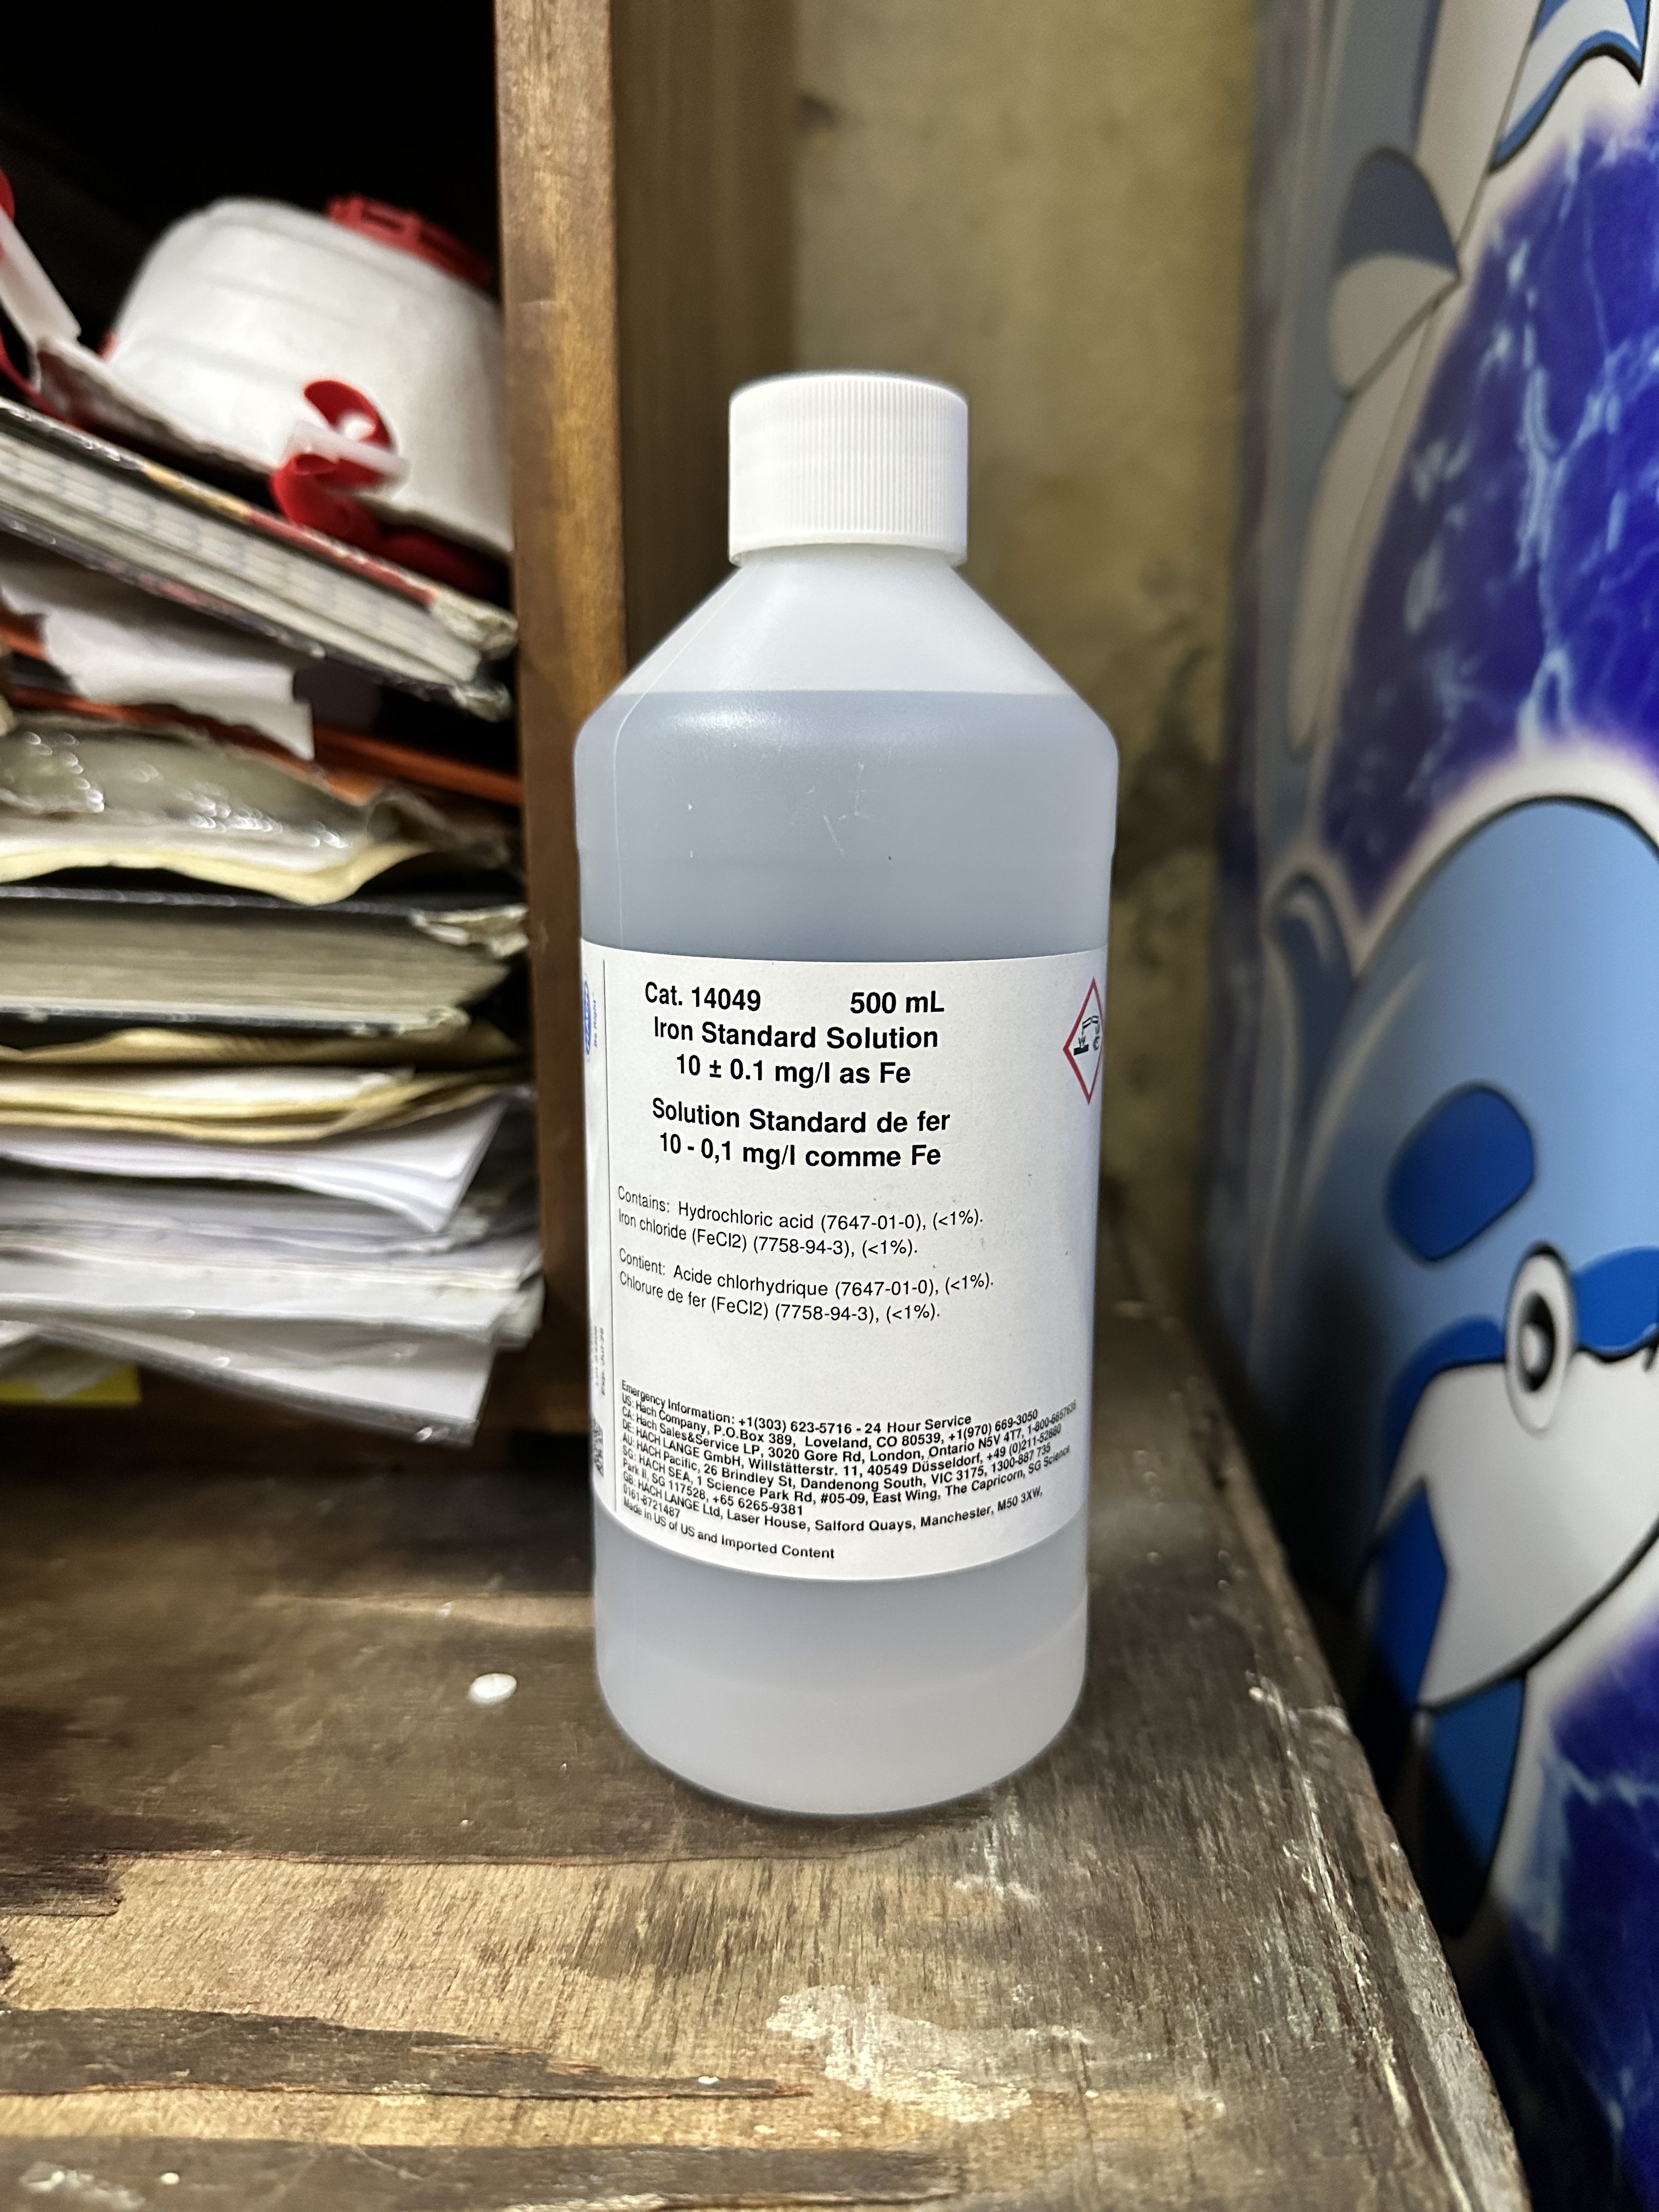 Cat. 14049 500 mL
Iron Standard Solution
10 ± 0.1 mg/l as Fe
Solution Standard de fer
10 - 0,1 mg/l comme Fe
Contains: Hydrochloric acid (7647-01-0), (<1%).
Iron chloride (FeCl2) (7758-94-3), (<1%).
Contient: Acide chlorhydrique (7647-01-0), (<1%).
Chlorure de fer (FeCl2) (7758-94-3), (<1%).
Emergency Information: +1(303) 623-5716 - 24 Hour Service
US: Hach Company, P.O.Box 389, Loveland, CO 80539, +1(970) 669-3050
CA: Hach Sales&Service LP, 3020 Gore Rd, London, Ontario N5V 4T7, 1-800-6657635
DE: HACH LANGE GmbH, Willstätterstr. 11, 40549 Düsseldorf, +49 (0)211-52880
AU: HACH Pacific, 26 Brindley St, Dandenong South, VIC 3175, 1300-887 735
SG: HACH SEA, 1 Science Park Rd, #05-09, East Wing, The Capricorn, SG Science
Park II, SG 117528, +65 6265-9381
GB: HACH LANGE Ltd, Laser House, Salford Quays, Manchester, M50 3XW,
0161-8721487
Made in US of US and Imported Content